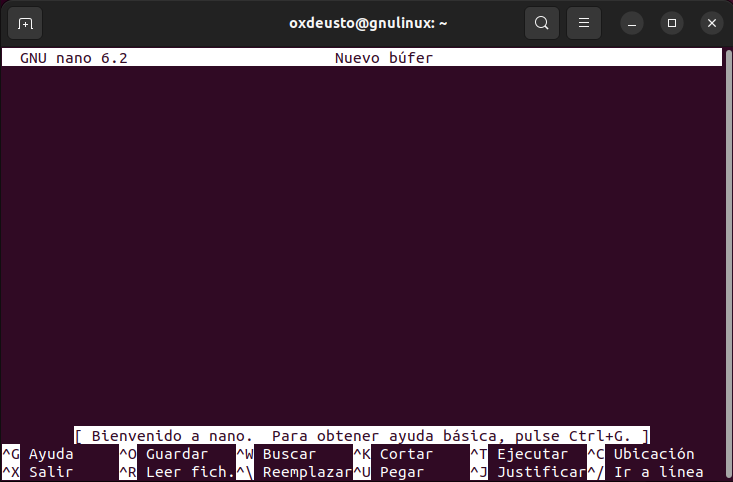 oxdeusto@gnulinux: ~
GNU nano 6.2 Nuevo búfer
[ Bienvenido a nano.  Para obtener ayuda básica, pulse Ctrl+G. ]
^G Ayuda ^O Guardar ^W Buscar ^K Cortar ^T Ejecutar ^C Ubicación
^X Salir ^R Leer fich. ^\ Reemplazar ^U Pegar ^J Justificar ^/ Ir a línea